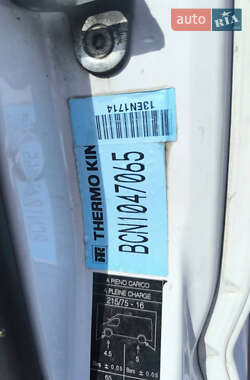 AUTO
RIA
13EN1714
THERMO KIN
BCN1047065
A PIENO CARICO
A PLEINE CHARGE
215/75 - 16
4.5
5